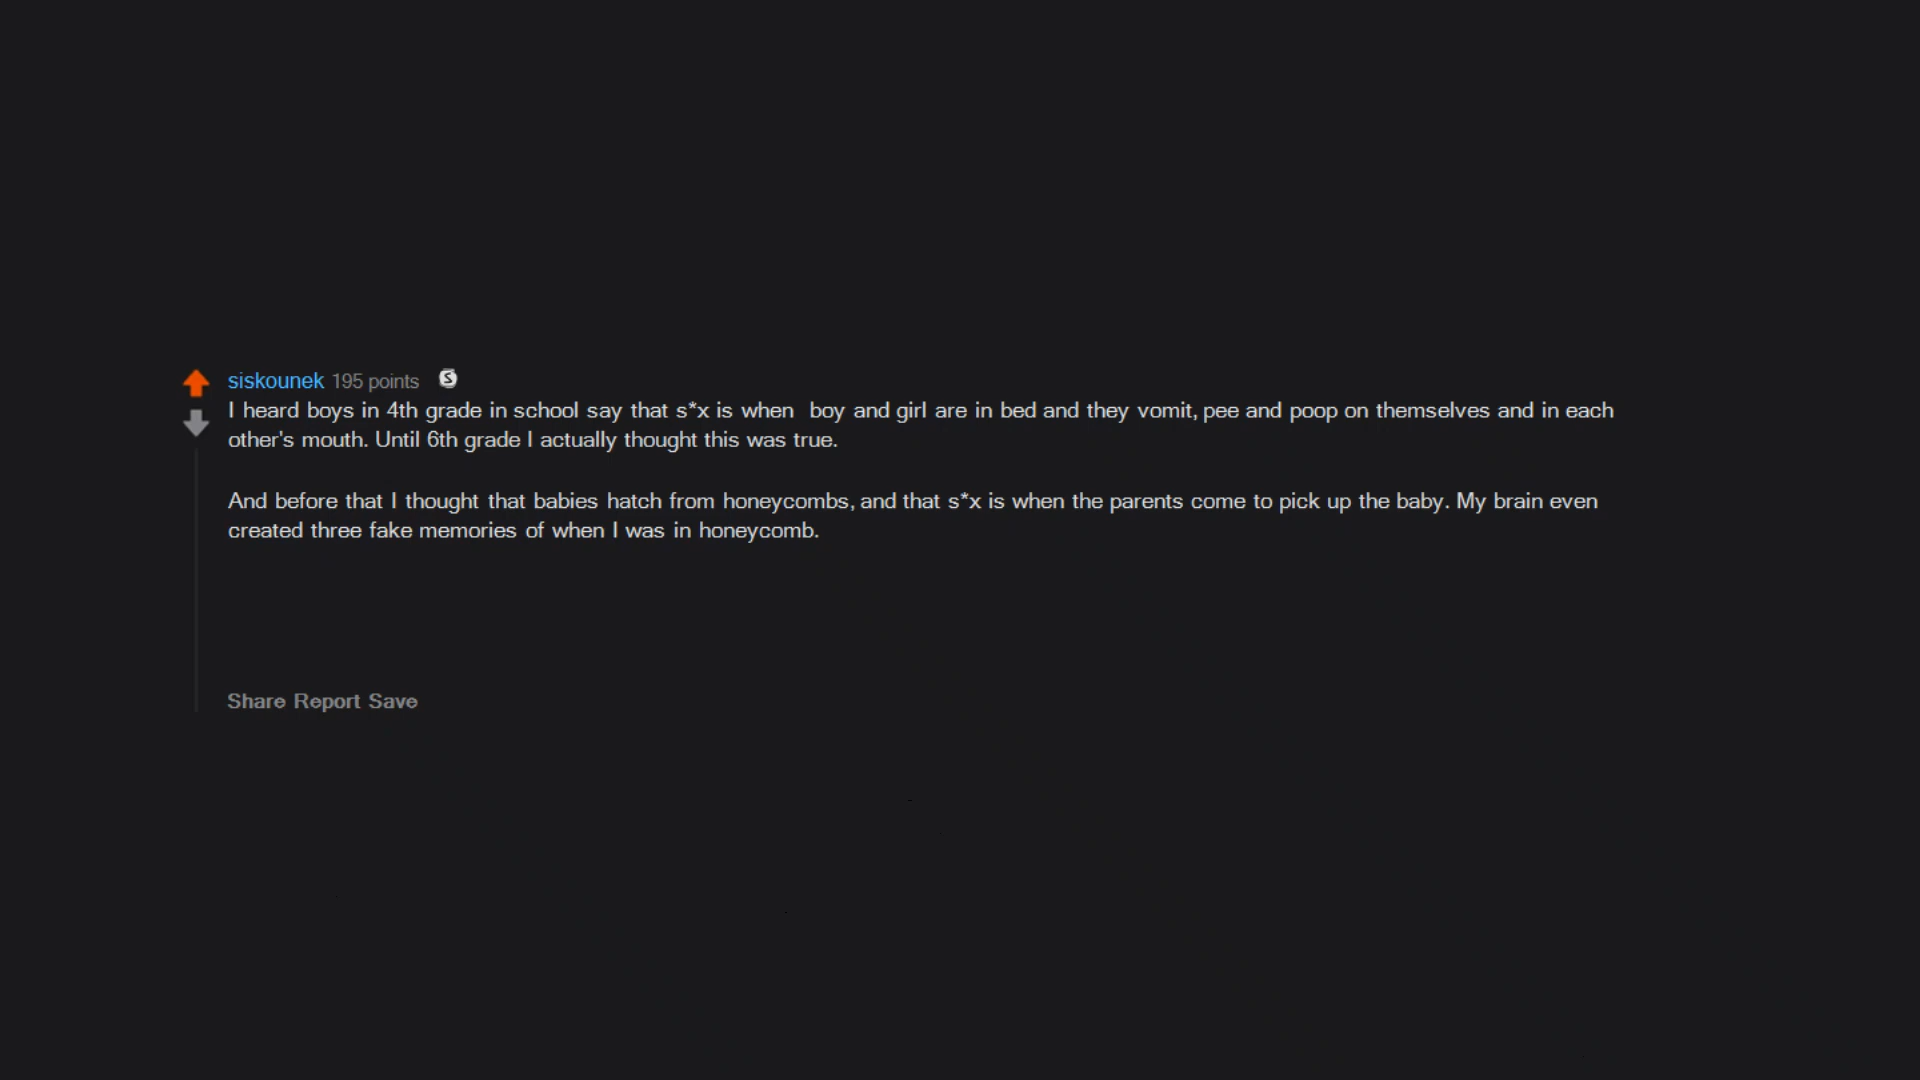 siskounek 195 points S
I heard boys in 4th grade in school say that s*x is when boy and girl are in bed and they vomit, pee and poop on themselves and in each
other's mouth. Until 6th grade I actually thought this was true.
And before that I thought that babies hatch from honeycombs, and that s*x is when the parents come to pick up the baby. My brain even
created three fake memories of when I was in honeycomb.
Share Report Save